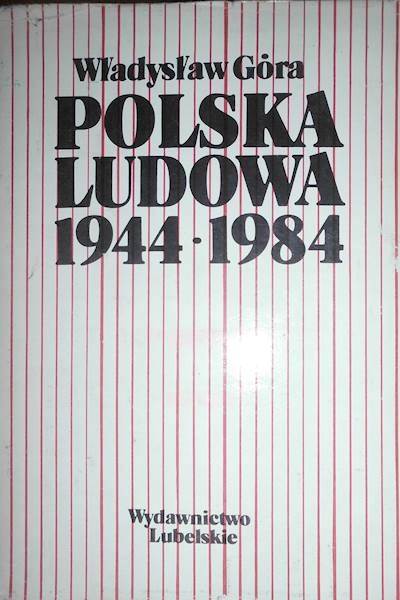 Władysław Góra
POLSKA
LUDOWA
1944 · 1984
Wydawnictwo
Lubelskie